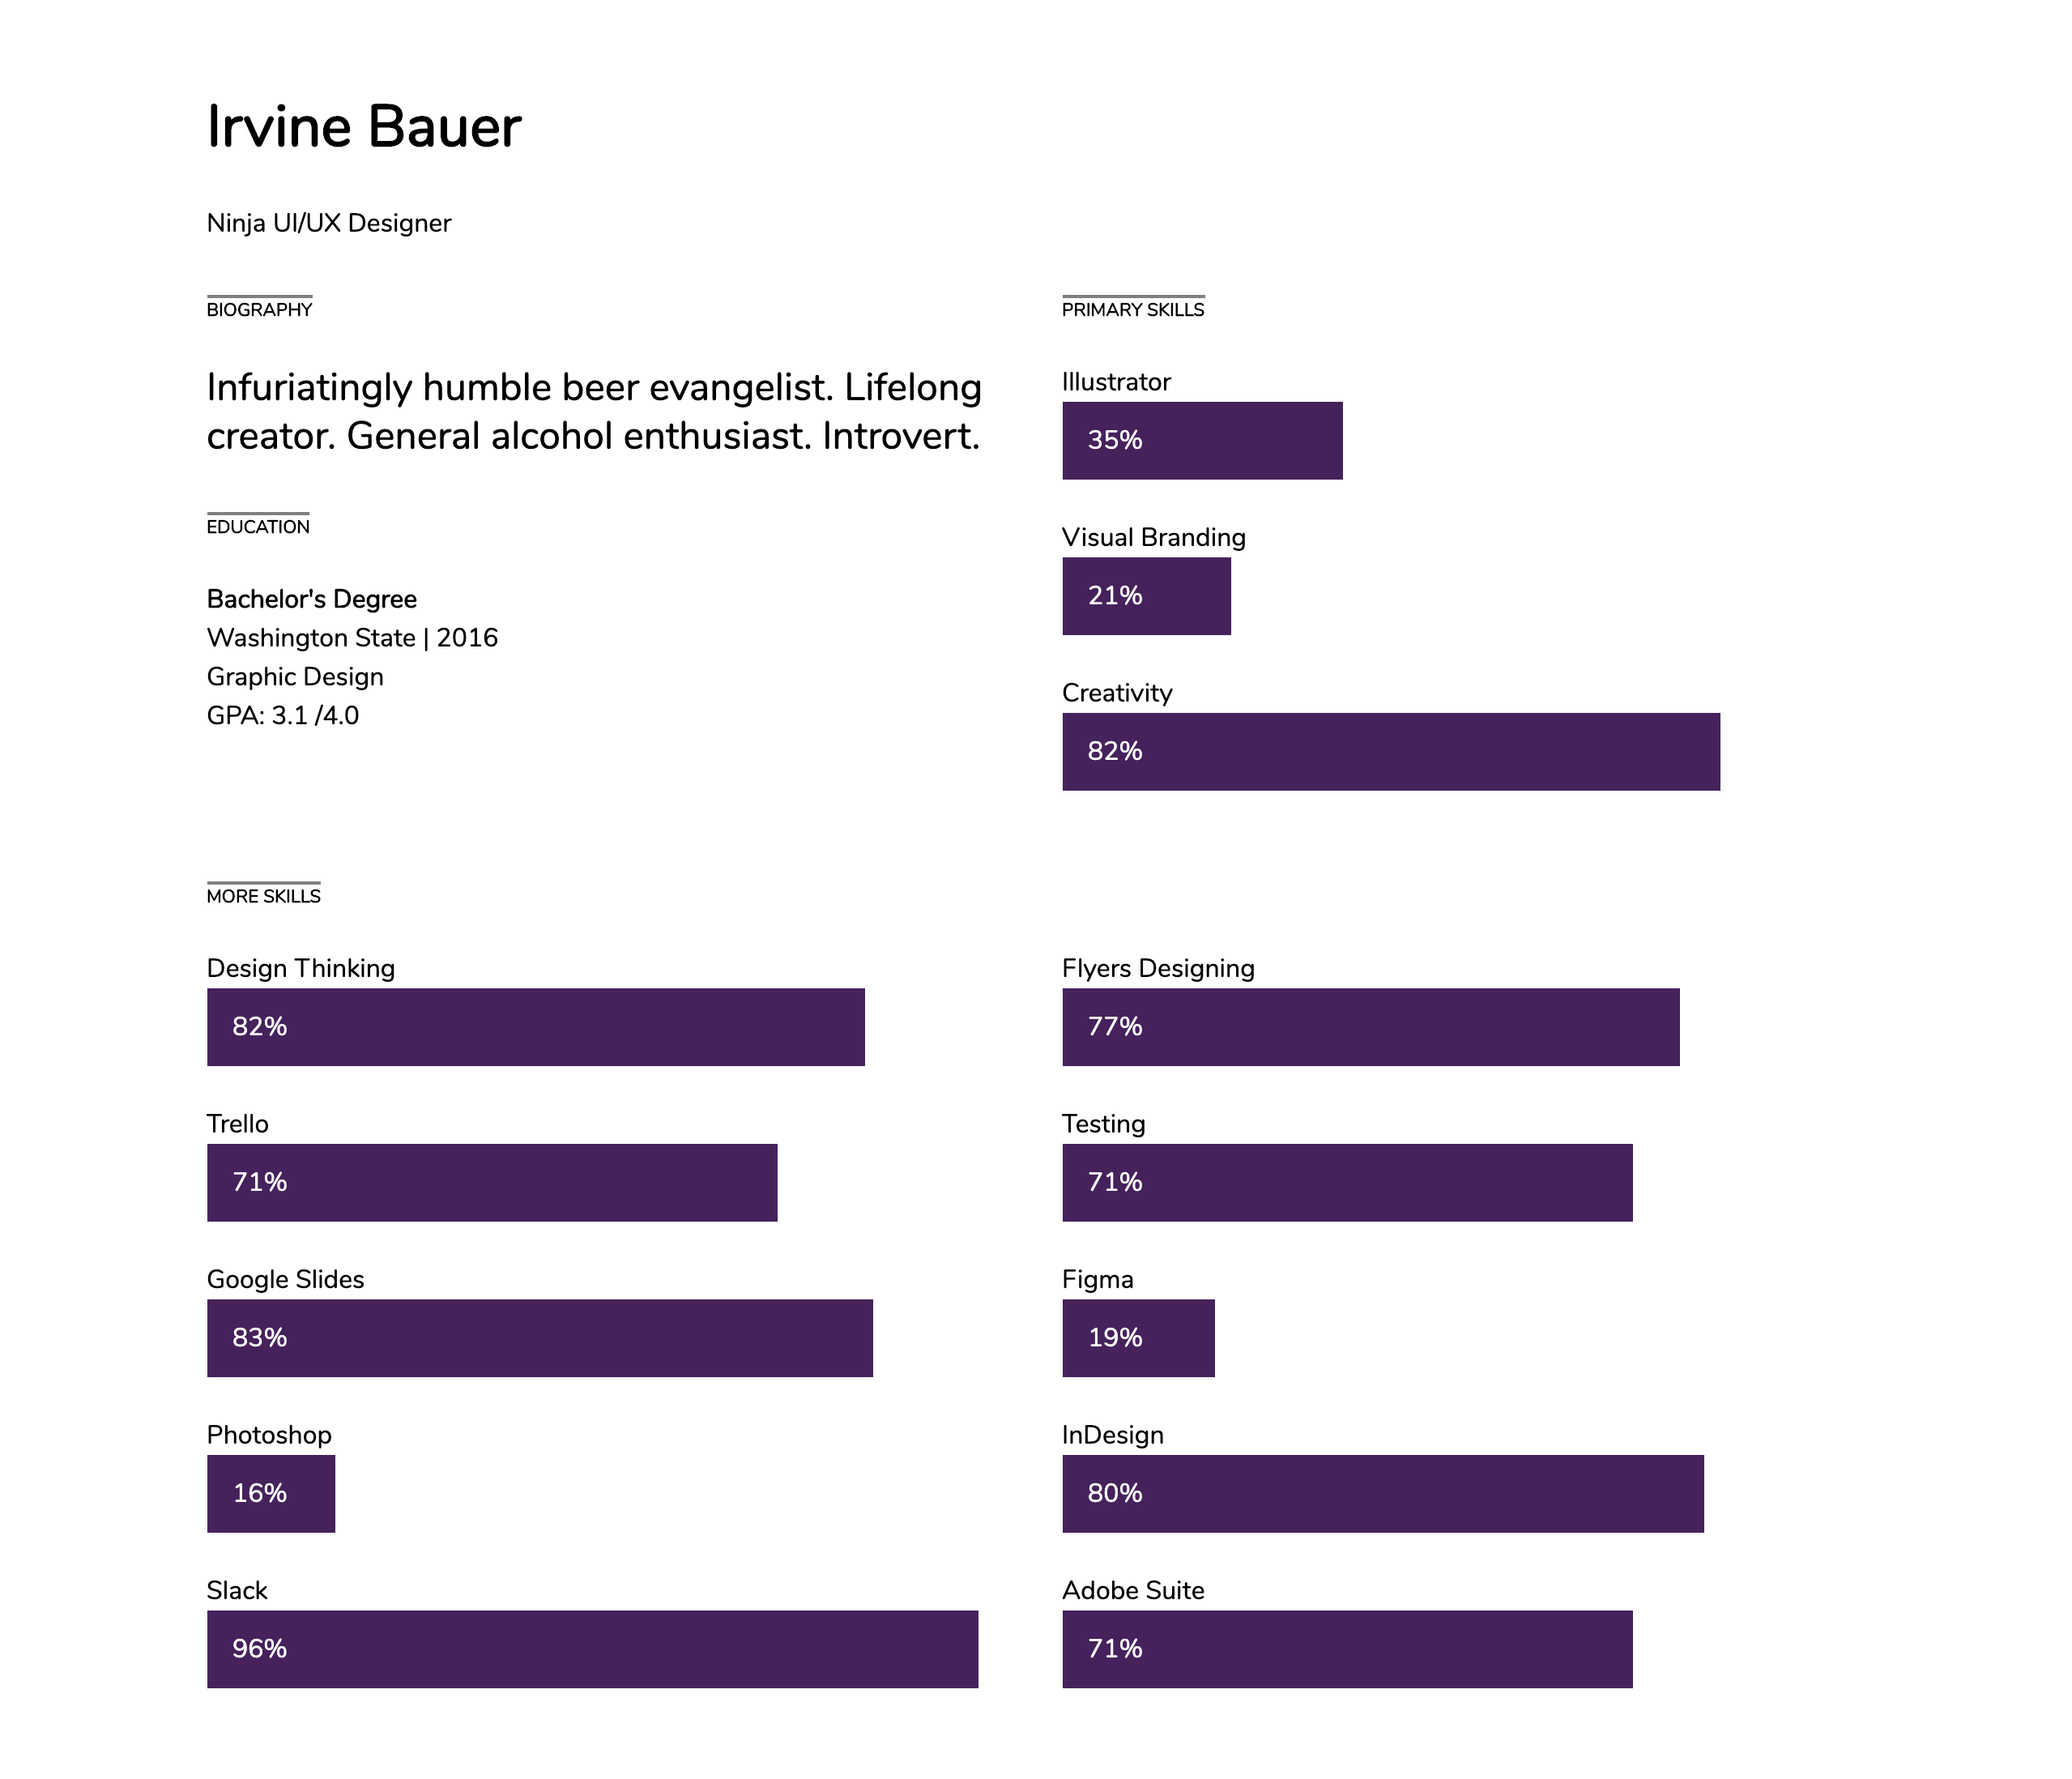 Irvine Bauer
Ninja UI/UX Designer
BIOGRAPHY
Infuriatingly humble beer evangelist. Lifelong
creator. General alcohol enthusiast. Introvert.
EDUCATION
Bachelor's Degree
Washington State | 2016
Graphic Design
GPA: 3.1 /4.0
PRIMARY SKILLS
Illustrator
35%
Visual Branding
21%
Creativity
82%
MORE SKILLS
Design Thinking
82%
Trello
71%
Google Slides
83%
Photoshop
16%
Slack
96%
Flyers Designing
77%
Testing
71%
Figma
19%
InDesign
80%
Adobe Suite
71%